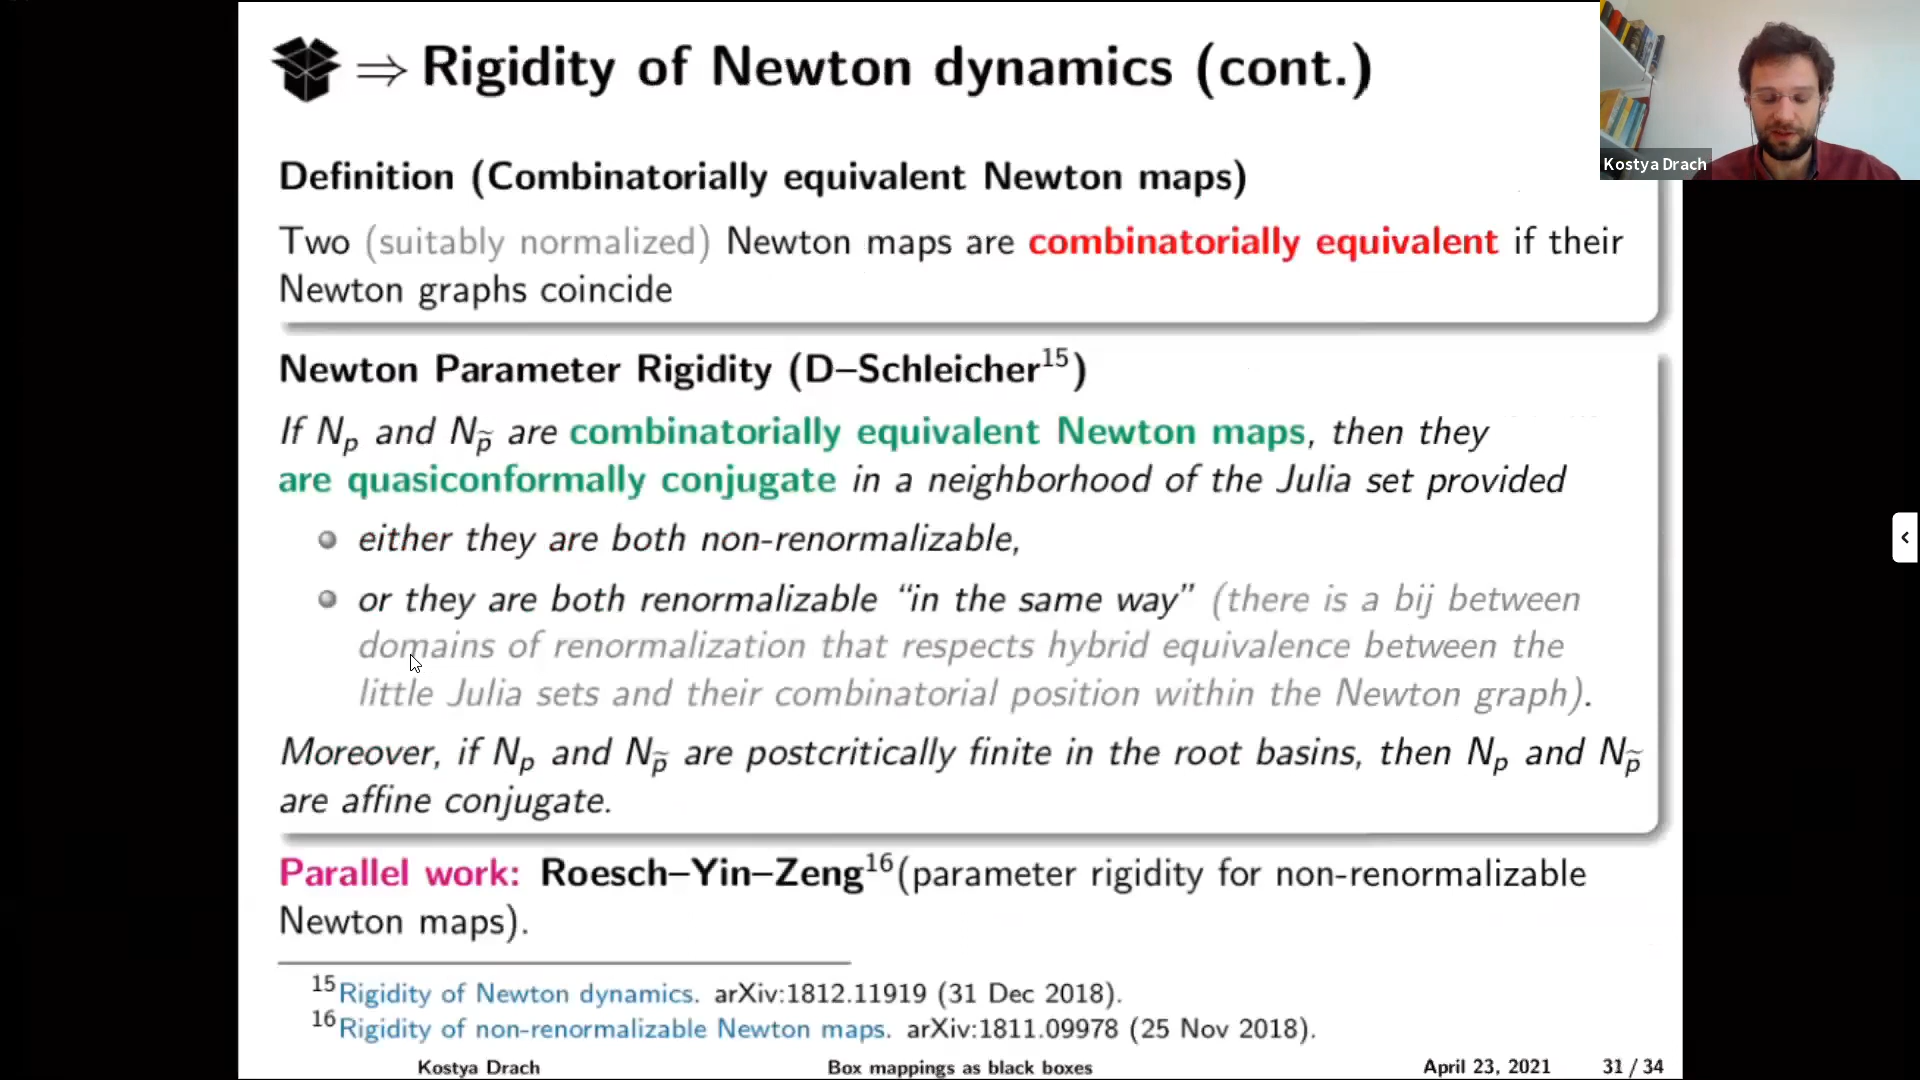 ⇒ Rigidity of Newton dynamics (cont.)
Kostya Drach
Definition (Combinatorially equivalent Newton maps)
Two (suitably normalized) Newton maps are combinatorially equivalent if their
Newton graphs coincide
Newton Parameter Rigidity (D–Schleicher¹⁵)
If N_p and N_p̃ are combinatorially equivalent Newton maps, then they
are quasiconformally conjugate in a neighborhood of the Julia set provided
either they are both non-renormalizable,
or they are both renormalizable “in the same way” (there is a bij between
domains of renormalization that respects hybrid equivalence between the
little Julia sets and their combinatorial position within the Newton graph).
Moreover, if N_p and N_p̃ are postcritically finite in the root basins, then N_p and N_p̃
are affine conjugate.
Parallel work: Roesch–Yin–Zeng¹⁶(parameter rigidity for non-renormalizable
Newton maps).
¹⁵Rigidity of Newton dynamics. arXiv:1812.11919 (31 Dec 2018).
¹⁶Rigidity of non-renormalizable Newton maps. arXiv:1811.09978 (25 Nov 2018).
Kostya Drach Box mappings as black boxes April 23, 2021 31 / 34